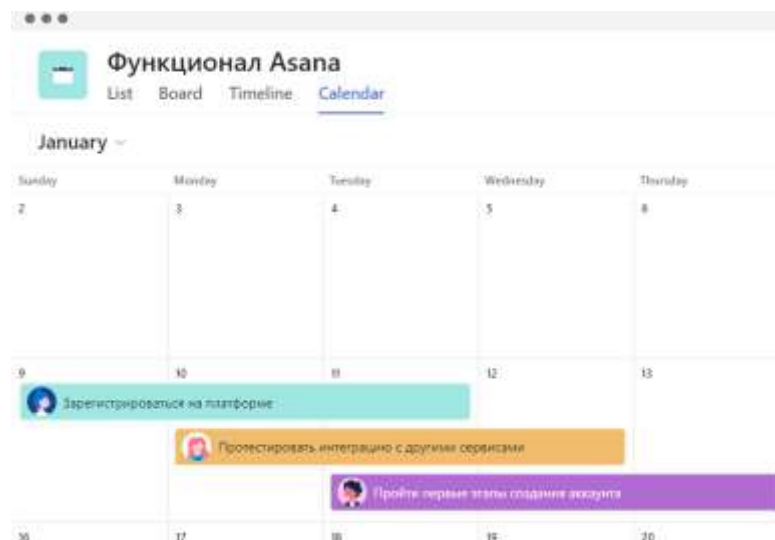 Функционал Asana
List Board Timeline Calendar
January
Sunday Monday Tuesday Wednesday Thursday
2 3 4 5 6
9 10 11 12 13
Зарегистрироваться на платформе
Протестировать интеграцию с другими сервисами
Пройти первые этапы создания аккаунта
16 17 18 19 20